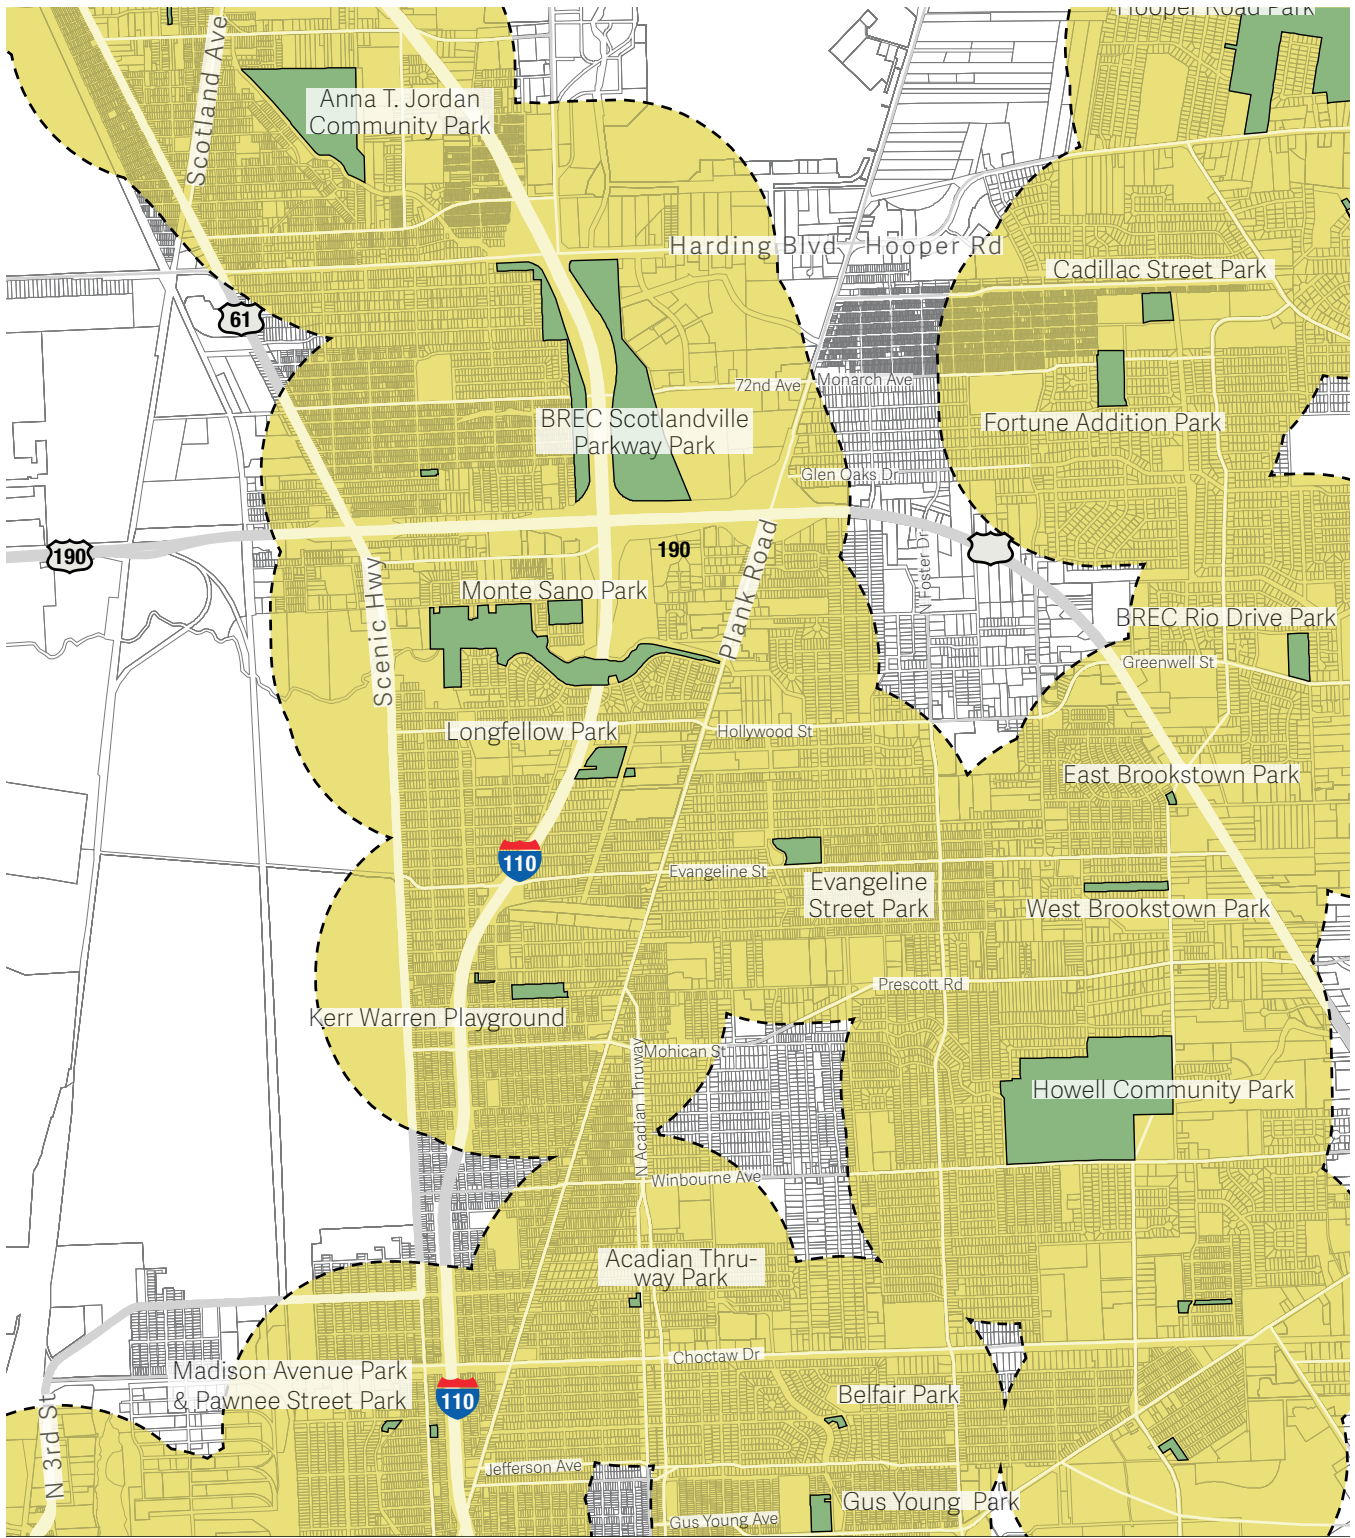 Hooper Road Park
Scotland Ave
Anna T. Jordan
Community Park
Harding Blvd
Hooper Rd
Cadillac Street Park
61
72nd Ave
Monarch Ave
BREC Scotlandville
Parkway Park
Fortune Addition Park
Glen Oaks Dr
190
190
Plank Road
N Foster Dr
Scenic Hwy
Monte Sano Park
BREC Rio Drive Park
Greenwell St
Longfellow Park
Hollywood St
East Brookstown Park
110
Evangeline St
Evangeline
Street Park
West Brookstown Park
Prescott Rd
Kerr Warren Playground
Mohican St
N Acadian Thruway
Howell Community Park
Winbourne Ave
Acadian Thru-
way Park
Choctaw Dr
Madison Avenue Park
& Pawnee Street Park
110
Belfair Park
N 3rd St
Jefferson Ave
Gus Young Park
Gus Young Ave